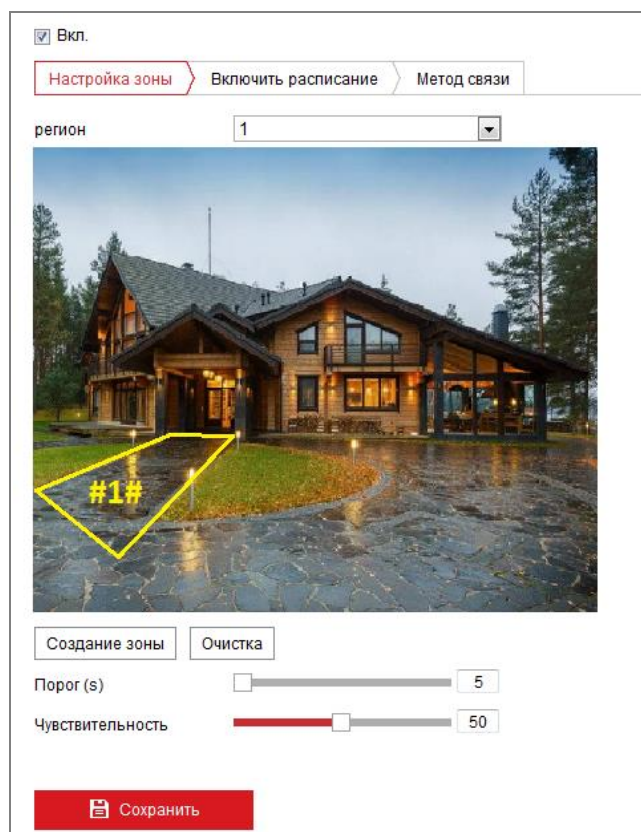 Вкл.
Настройка зоны Включить расписание Метод связи
регион 1
#1#
Создание зоны Очистка
Порог (s) 5
Чувствительность 50
Сохранить